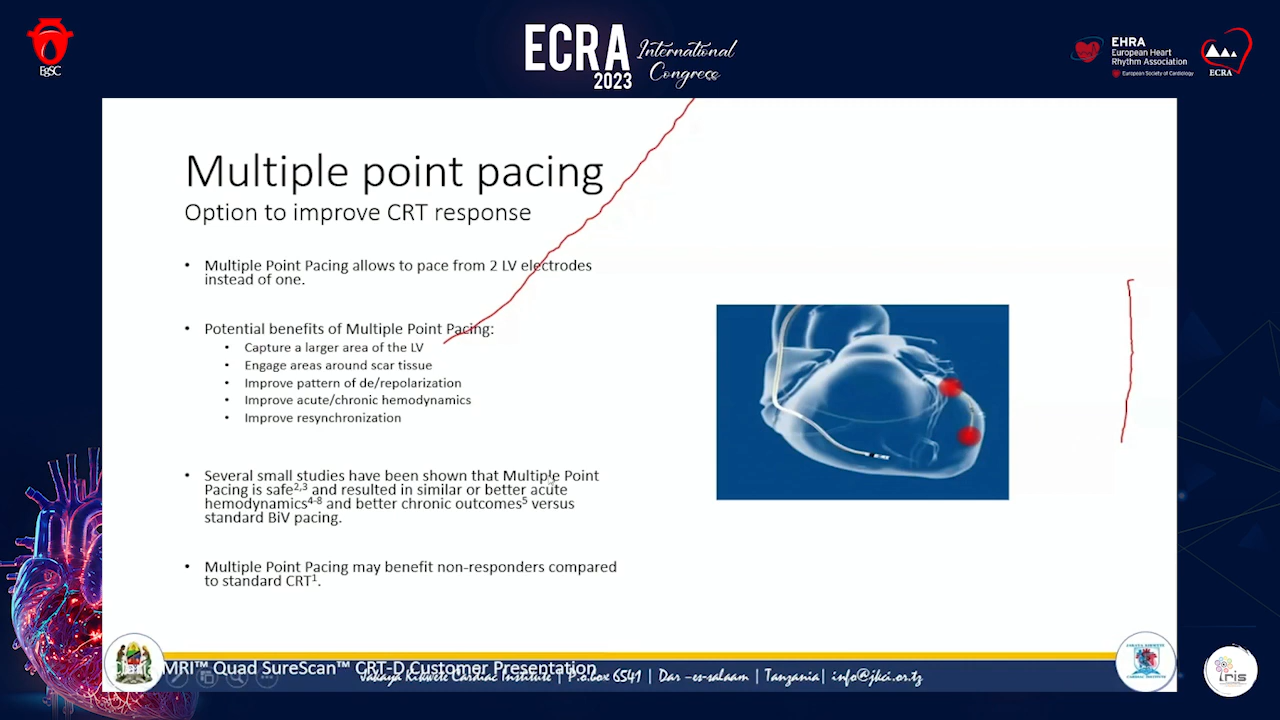 EgSC
ECRA
2023
International
Congress
EHRA
European Heart
Rhythm Association
European Society of Cardiology
ECRA
Multiple point pacing
Option to improve CRT response
• Multiple Point Pacing allows to pace from 2 LV electrodes
instead of one.
• Potential benefits of Multiple Point Pacing:
• Capture a larger area of the LV
• Engage areas around scar tissue
• Improve pattern of de/repolarization
• Improve acute/chronic hemodynamics
• Improve resynchronization
• Several small studies have been shown that Multiple Point
Pacing is safe2,3 and resulted in similar or better acute
hemodynamics4-8 and better chronic outcomes5 versus
standard BiV pacing.
• Multiple Point Pacing may benefit non-responders compared
to standard CRT1.
MRI™ Quad SureScan™ CRT-D Customer Presentation
Jakaya Kikwete Cardiac Institute | P.o.box 6541 | Dar –es-salaam | Tanzania| info@jkci.or.tz
iris